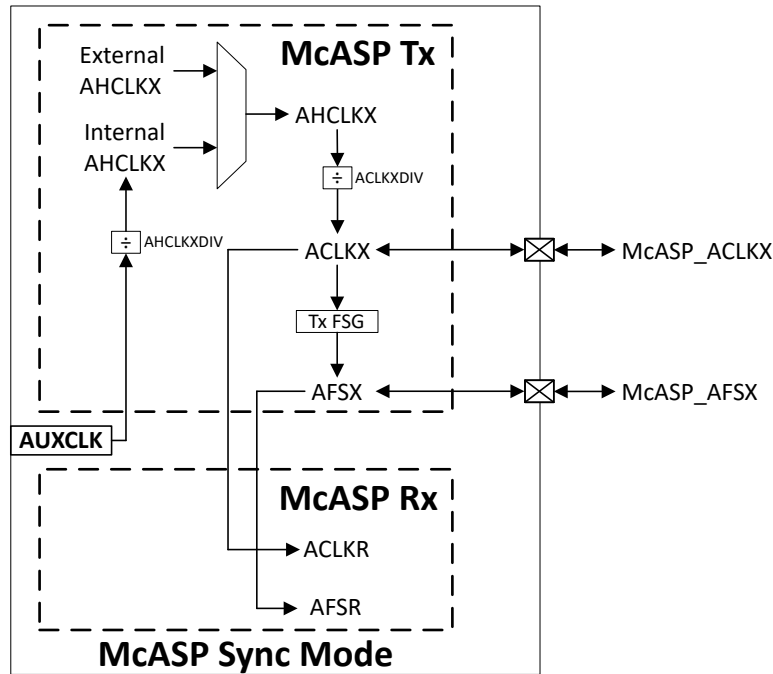 McASP Tx
External
AHCLKX
Internal
AHCLKX
AHCLKX
÷ ACLKXDIV
÷ AHCLKXDIV
ACLKX
McASP_ACLKX
Tx FSG
AFSX
McASP_AFSX
AUXCLK
McASP Rx
ACLKR
AFSR
McASP Sync Mode